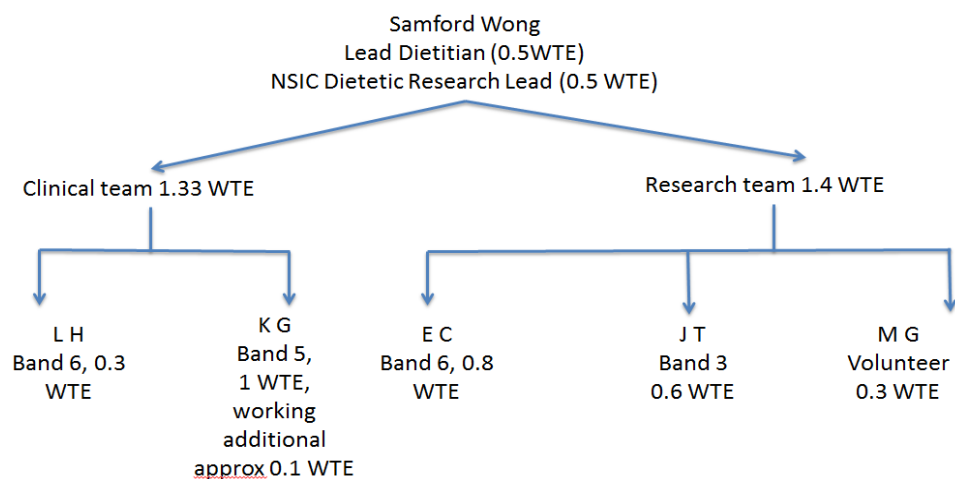 Samford Wong
Lead Dietitian (0.5WTE)
NSIC Dietetic Research Lead (0.5 WTE)
Clinical team 1.33 WTE
Research team 1.4 WTE
L H
Band 6, 0.3
WTE
K G
Band 5,
1 WTE,
working
additional
approx 0.1 WTE
E C
Band 6, 0.8
WTE
J T
Band 3
0.6 WTE
M G
Volunteer
0.3 WTE